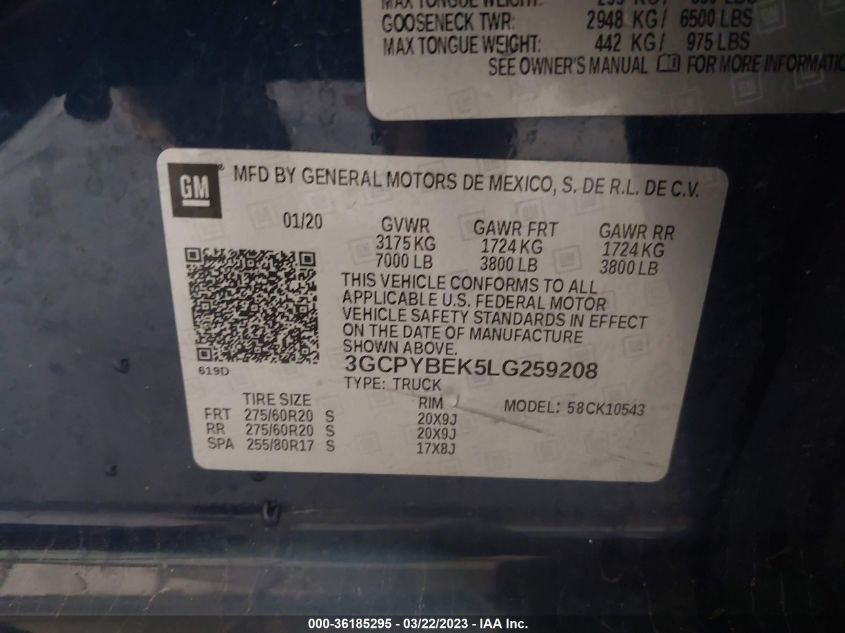 MAX TONGUE WEIGHT:
GOOSENECK TWR: 2948 KG/ 6500 LBS
MAX TONGUE WEIGHT: 442 KG/ 975 LBS
SEE OWNER'S MANUAL FOR MORE INFORMATIO
GM ® MFD BY GENERAL MOTORS DE MEXICO, S. DE R.L. DE C.V.
01/20 GVWR GAWR FRT GAWR RR
3175 KG 1724 KG 1724 KG
7000 LB 3800 LB 3800 LB
THIS VEHICLE CONFORMS TO ALL
APPLICABLE U.S. FEDERAL MOTOR
VEHICLE SAFETY STANDARDS IN EFFECT
ON THE DATE OF MANUFACTURE
SHOWN ABOVE.
619D
3GCPYBEK5LG259208
TYPE: TRUCK
TIRE SIZE RIM MODEL: 58CK10543
FRT 275/60R20 S 20X9J
RR 275/60R20 S 20X9J
SPA 255/80R17 S 17X8J
000-36185295 - 03/22/2023 - IAA Inc.